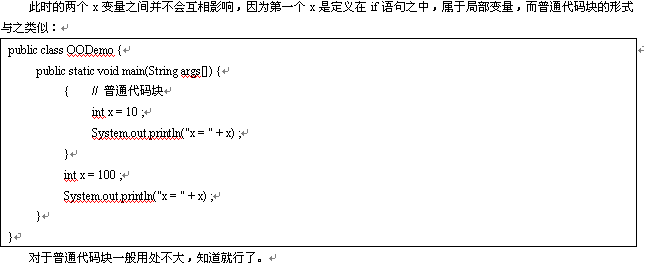 此时的两个 x 变量之间并不会互相影响，因为第一个 x 是定义在 if 语句之中，属于局部变量，而普通代码块的形式
与之类似：
public class OODemo {
public static void main(String args[]) {
{ // 普通代码块
int x = 10 ;
System.out.println("x = " + x) ;
}
int x = 100 ;
System.out.println("x = " + x) ;
}
}
对于普通代码块一般用处不大，知道就行了。